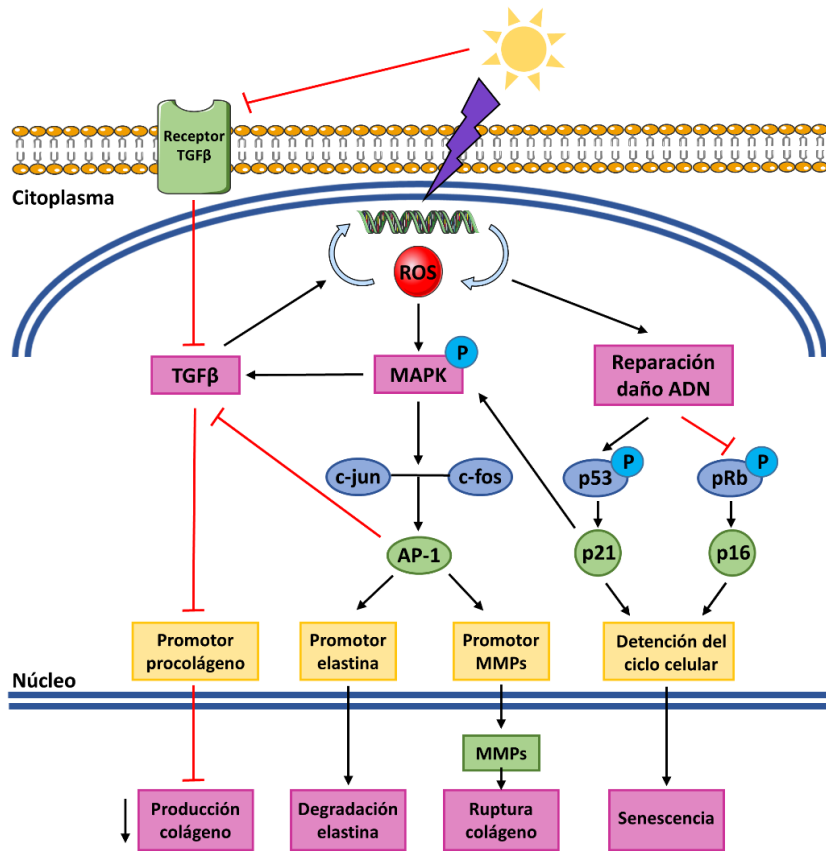 Receptor
TGFβ
Citoplasma
ROS
TGFβ
MAPK
P
Reparación
daño ADN
c-jun
c-fos
p53
P
pRb
P
AP-1
p21
p16
Promotor
procolágeno
Promotor
elastina
Promotor
MMPs
Detención del
ciclo celular
Núcleo
MMPs
Producción
colágeno
Degradación
elastina
Ruptura
colágeno
Senescencia